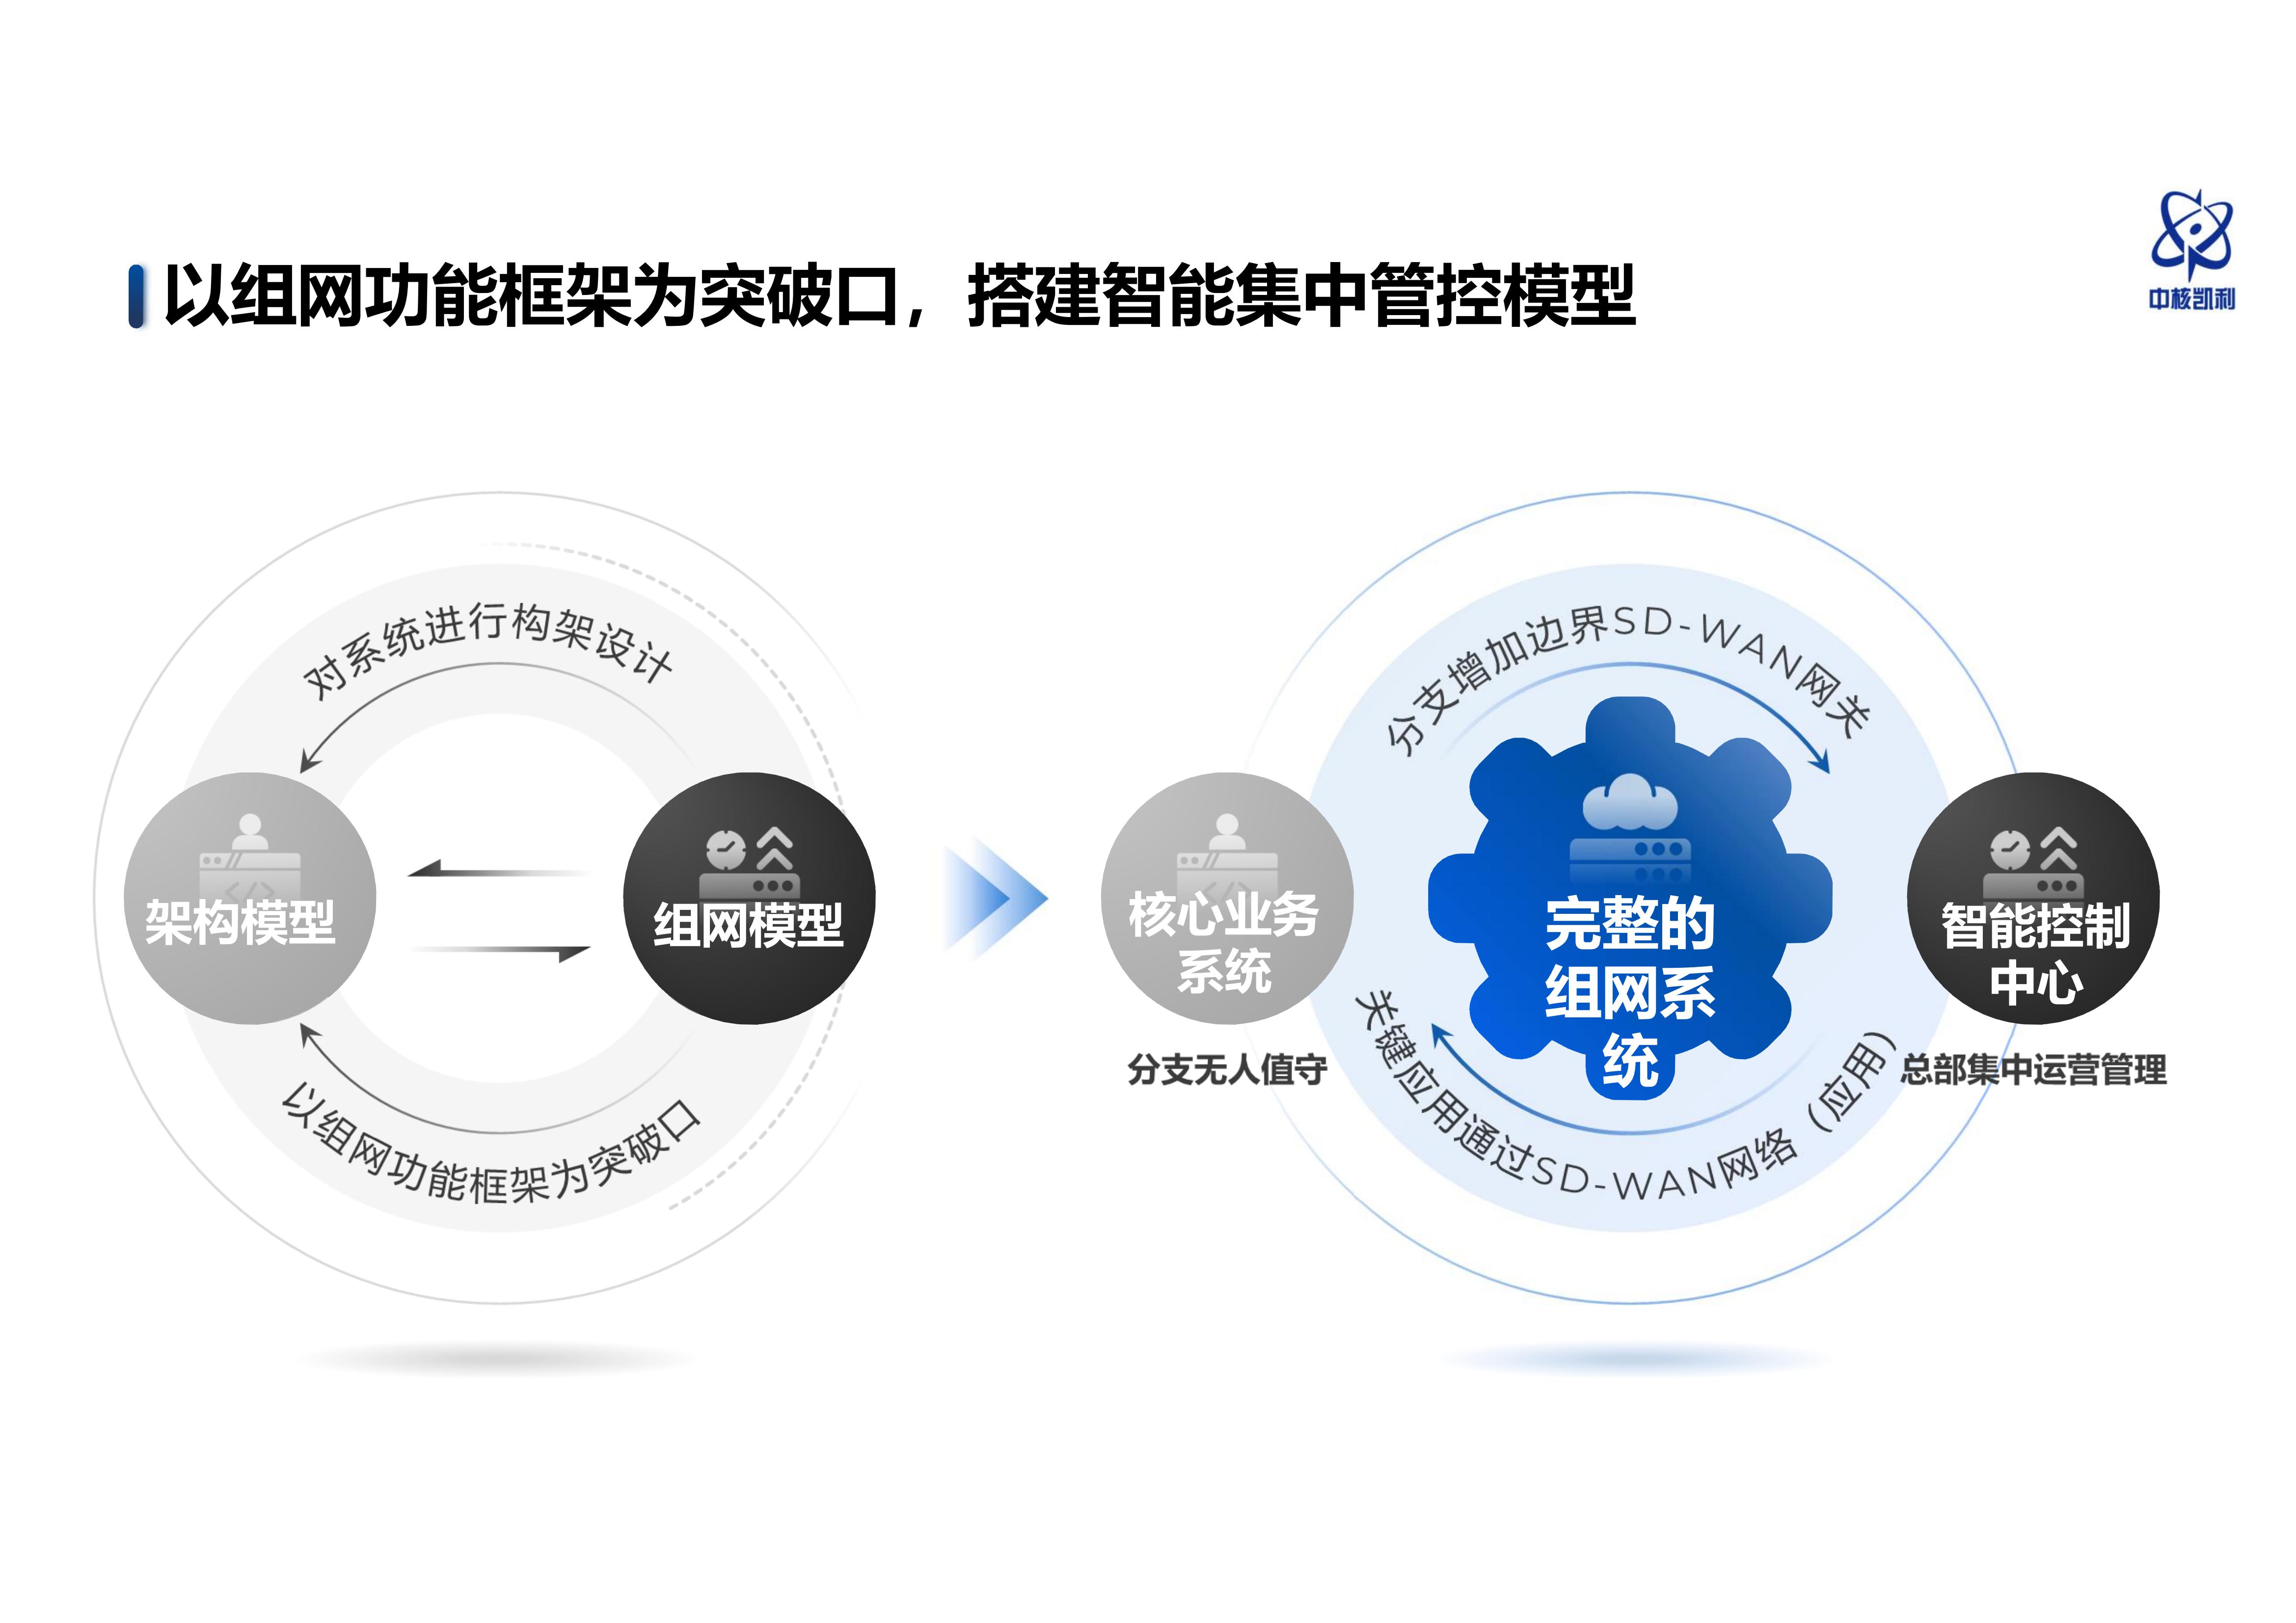 以组网功能框架为突破口，搭建智能集中管控模型
中核凯利
对系统进行构架设计
架构模型
组网模型
以组网功能框架为突破口
分支增加边界SD-WAN网关
核心业务
系统
分支无人值守
完整的
组网系
统
智能控制
中心
总部集中运营管理
关键应用通过SD-WAN网络（应用）